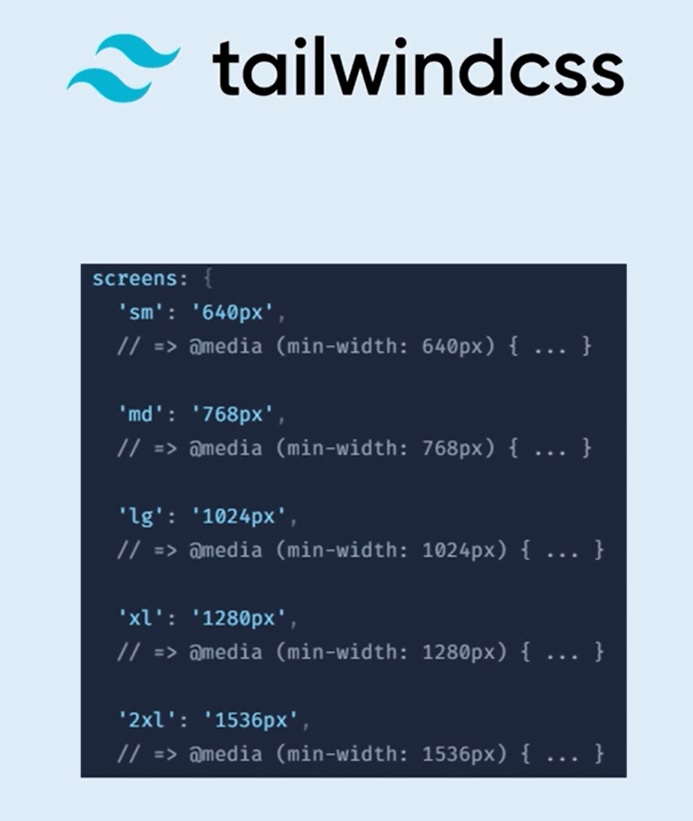 tailwindcss
screens: {
'sm': '640px',
// => @media (min-width: 640px) { ... }
'md': '768px',
// => @media (min-width: 768px) { ... }
'lg': '1024px',
// => @media (min-width: 1024px) { ... }
'xl': '1280px',
// => @media (min-width: 1280px) { ... }
'2xl': '1536px',
// => @media (min-width: 1536px) { ... }